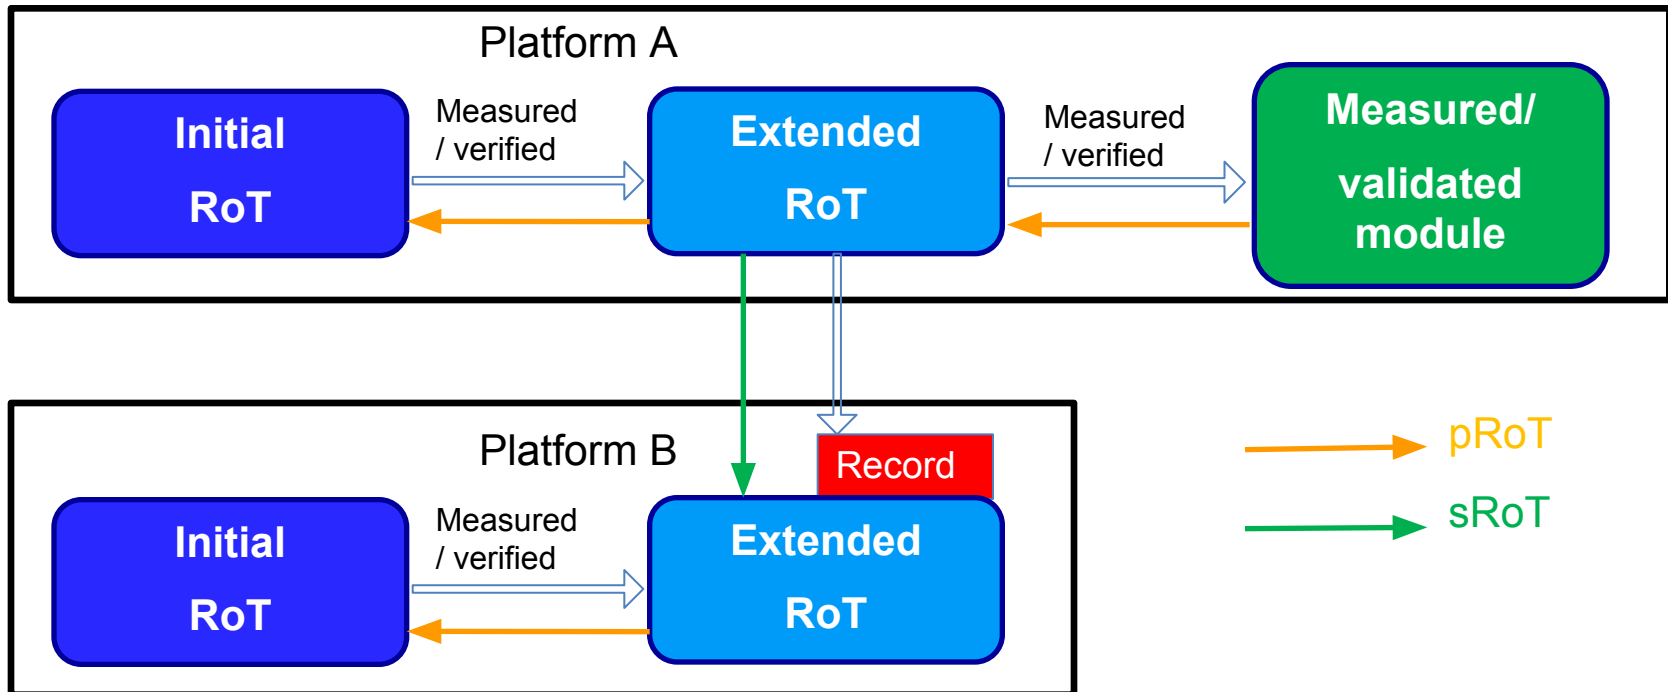 Platform A
Initial
RoT
Measured
/ verified
Extended
RoT
Measured
/ verified
Measured/
validated
module
Platform B
Record
Initial
RoT
Measured
/ verified
Extended
RoT
pRoT
sRoT